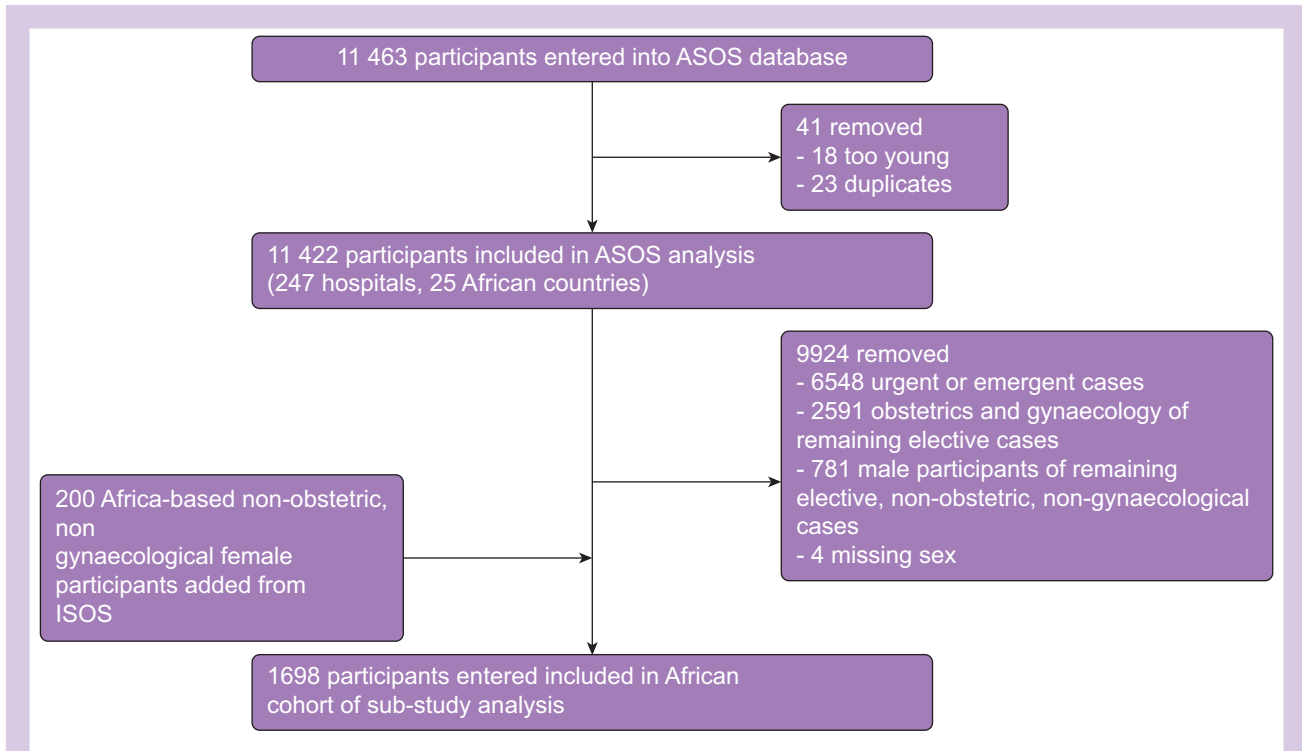 11 463 participants entered into ASOS database
41 removed
- 18 too young
- 23 duplicates
11 422 participants included in ASOS analysis
(247 hospitals, 25 African countries)
9924 removed
- 6548 urgent or emergent cases
- 2591 obstetrics and gynaecology of
remaining elective cases
- 781 male participants of remaining
elective, non-obstetric, non-gynaecological
cases
- 4 missing sex
200 Africa-based non-obstetric,
non
gynaecological female
participants added from
ISOS
1698 participants entered included in African
cohort of sub-study analysis